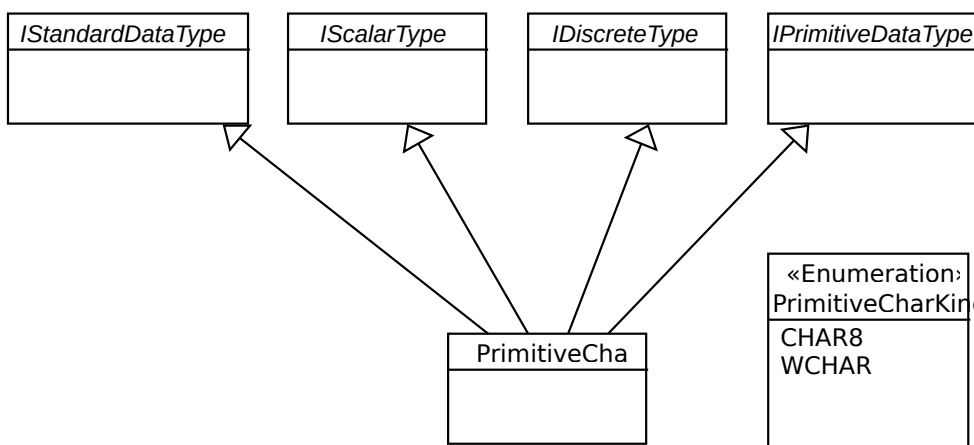 IStandardDataType
IScalarType
IDiscreteType
IPrimitiveDataType
«Enumeration›
PrimitiveCharKin
PrimitiveCha
CHAR8
WCHAR